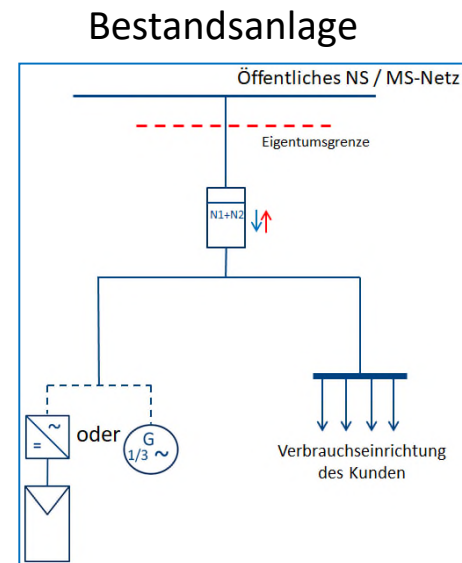 Bestandsanlage
Öffentliches NS / MS-Netz
Eigentumsgrenze
N1+N2
~
=
oder
G
1/3 ~
Verbrauchseinrichtung
des Kunden